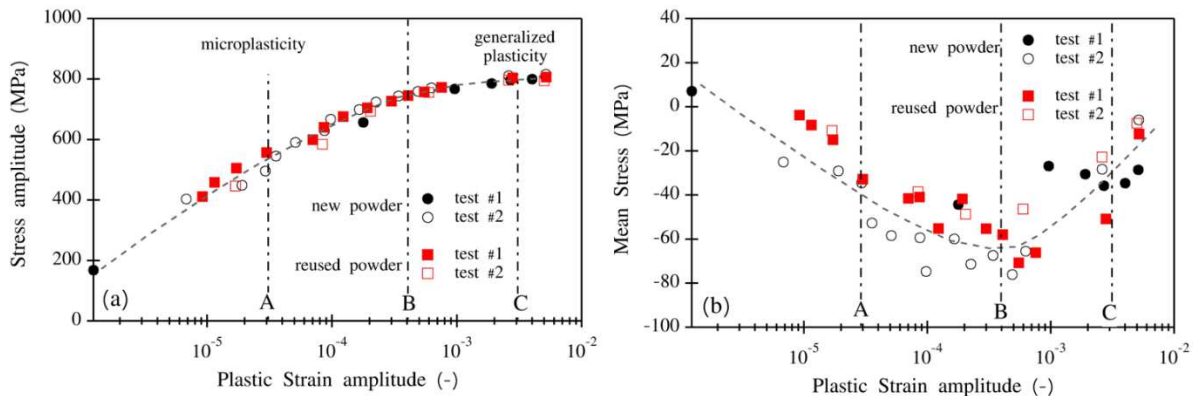 1000
800
600
400
200
0
Stress amplitude (MPa)
microplasticity
generalized
plasticity
new powder
test #1
test #2
reused powder
test #1
test #2
(a)
A
B
C
10-5
10-4
10-3
10-2
Plastic Strain amplitude (-)
40
20
0
-20
-40
-60
-80
-100
Mean Stress (MPa)
new powder
test #1
test #2
reused powder
test #1
test #2
(b)
A
B
C
10-5
10-4
10-3
10-2
Plastic Strain amplitude (-)